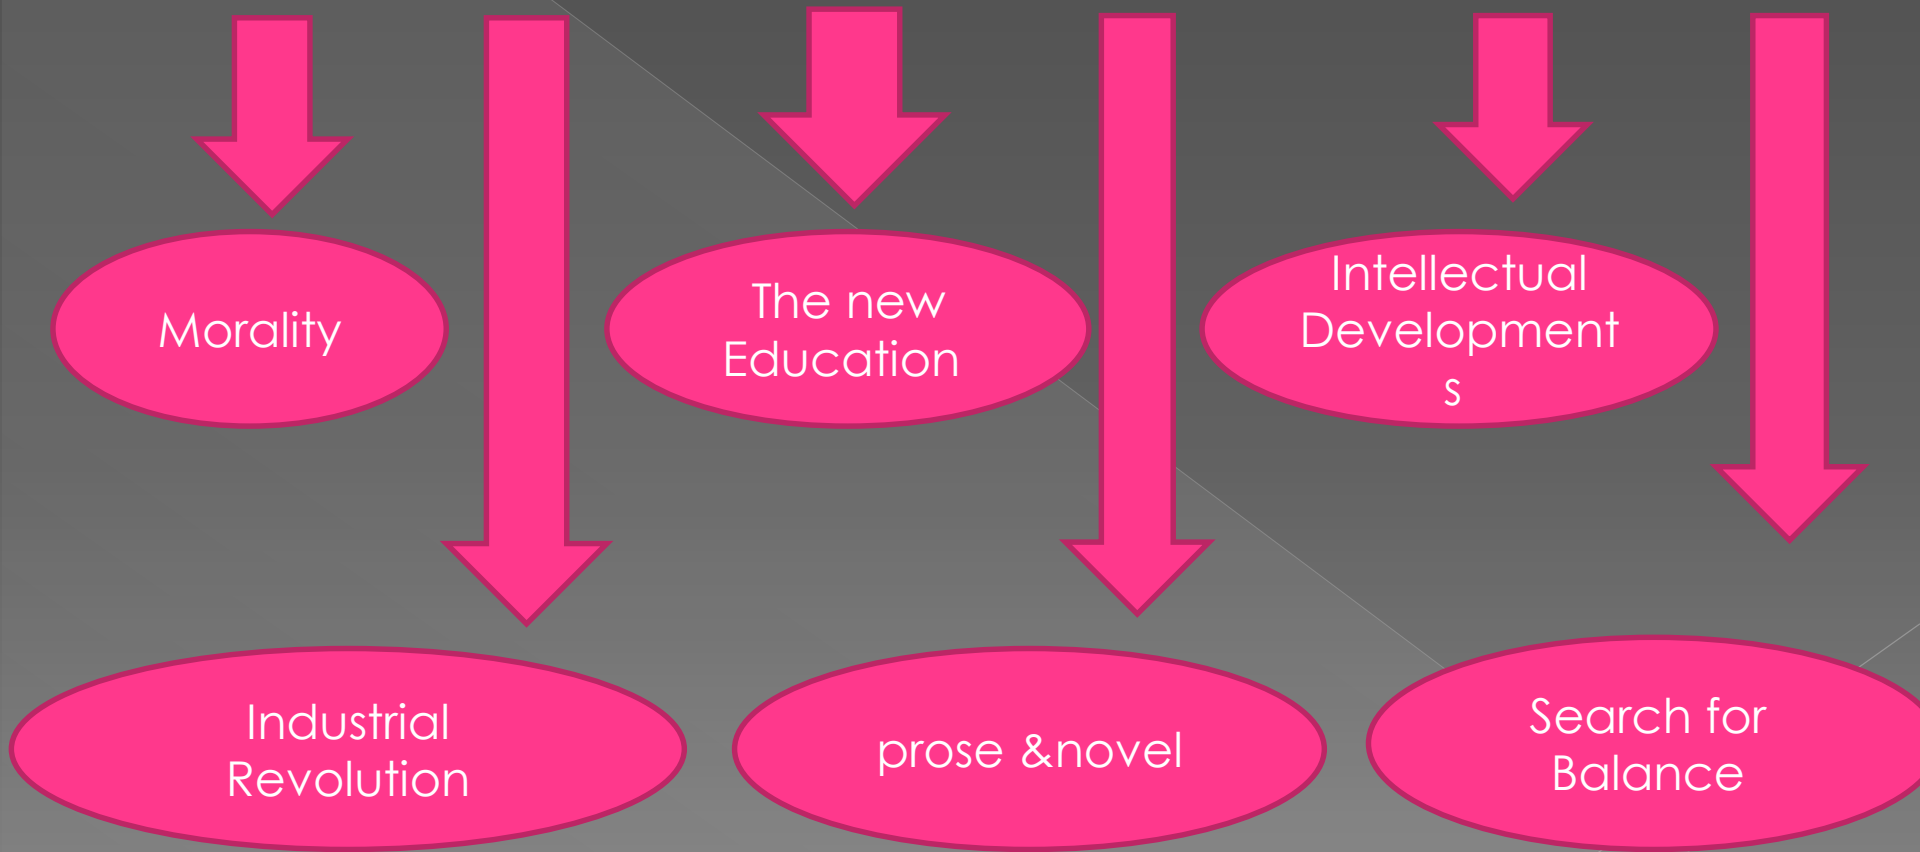 Morality
The new
Education
Intellectual
Development
s
Industrial
Revolution
prose &novel
Search for
Balance